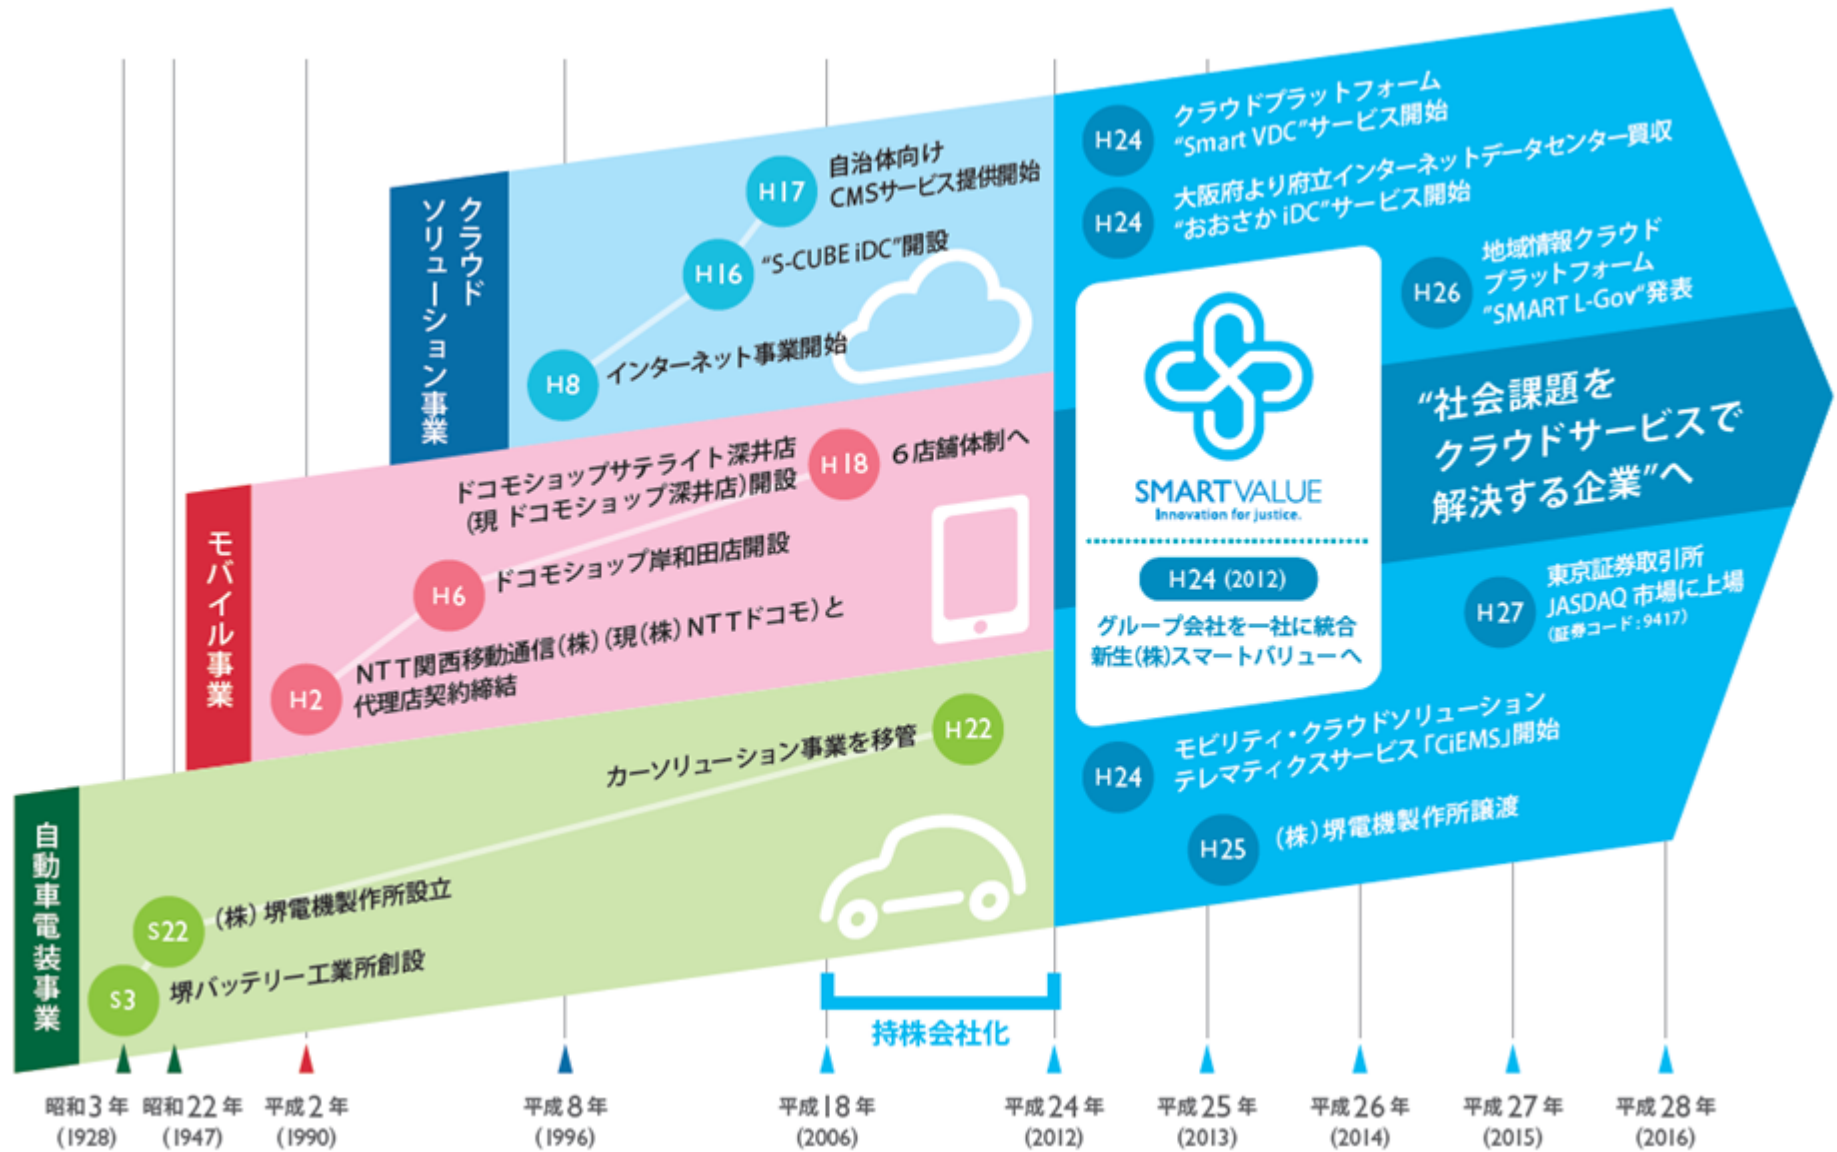 クラウド
ソリューション事業
H17
自治体向け
CMSサービス提供開始
H16
“S-CUBE iDC”開設
H8
インターネット事業開始
モバイル事業
ドコモショップサテライト深井店
(現 ドコモショップ深井店)開設
H18
6店舗体制へ
H6
ドコモショップ岸和田店開設
H2
NTT関西移動通信(株)(現(株)NTTドコモ)と
代理店契約締結
自動車電装事業
カーソリューション事業を移管
H22
S22
(株)堺電機製作所設立
S3
堺バッテリー工業所創設
H24
クラウドプラットフォーム
“Smart VDC”サービス開始
H24
大阪府より府立インターネットデータセンター買収
“おおさか iDC”サービス開始
H26
地域情報クラウド
プラットフォーム
”SMART L-Gov“発表
SMARTVALUE
Innovation for justice.
H24 (2012)
グループ会社を一社に統合
新生(株)スマートバリューへ
“社会課題を
クラウドサービスで
解決する企業”へ
H27
東京証券取引所
JASDAQ 市場に上場
(証券コード:9417)
H24
モビリティ・クラウドソリューション
テレマティクスサービス「CiEMS」開始
H25
(株)堺電機製作所譲渡
持株会社化
昭和3年
(1928)
昭和22年
(1947)
平成2年
(1990)
平成8年
(1996)
平成18年
(2006)
平成24年
(2012)
平成25年
(2013)
平成26年
(2014)
平成27年
(2015)
平成28年
(2016)